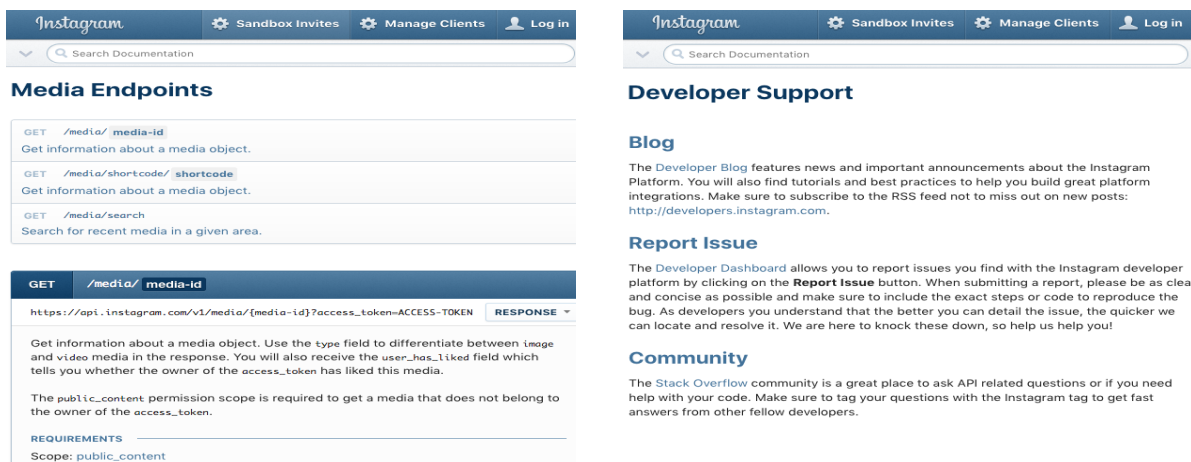 Instagram Sandbox Invites Manage Clients Log in
Search Documentation
Media Endpoints
GET /media/ media-id
Get information about a media object.
GET /media/shortcode/ shortcode
Get information about a media object.
GET /media/search
Search for recent media in a given area.
GET /media/ media-id
https://api.instagram.com/v1/media/{media-id}?access_token=ACCESS-TOKEN RESPONSE
Get information about a media object. Use the type field to differentiate between image
and video media in the response. You will also receive the user_has_liked field which
tells you whether the owner of the access_token has liked this media.
The public_content permission scope is required to get a media that does not belong to
the owner of the access_token.
REQUIREMENTS
Scope: public_content
Instagram Sandbox Invites Manage Clients Log in
Search Documentation
Developer Support
Blog
The Developer Blog features news and important announcements about the Instagram
Platform. You will also find tutorials and best practices to help you build great platform
integrations. Make sure to subscribe to the RSS feed not to miss out on new posts:
http://developers.instagram.com.
Report Issue
The Developer Dashboard allows you to report issues you find with the Instagram developer
platform by clicking on the Report Issue button. When submitting a report, please be as clea
and concise as possible and make sure to include the exact steps or code to reproduce the
bug. As developers you understand that the better you can detail the issue, the quicker we
can locate and resolve it. We are here to knock these down, so help us help you!
Community
The Stack Overflow community is a great place to ask API related questions or if you need
help with your code. Make sure to tag your questions with the Instagram tag to get fast
answers from other fellow developers.